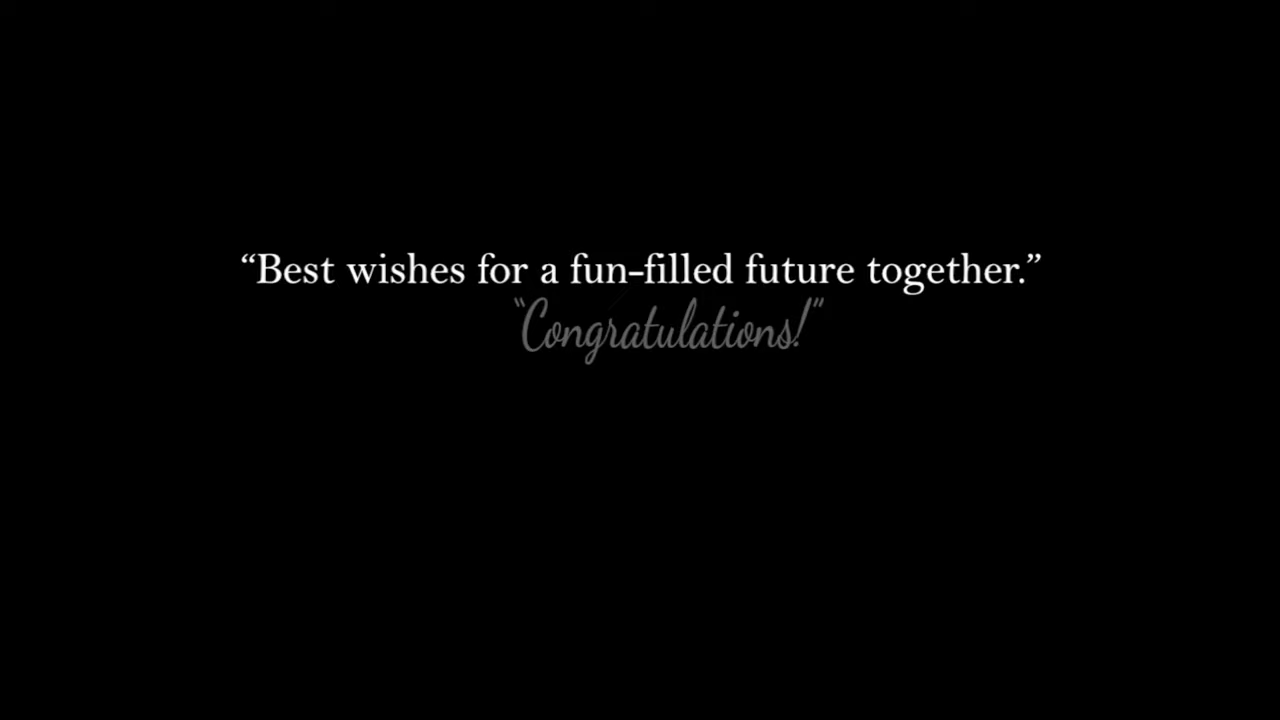 “Best wishes for a fun-filled future together.”
“Congratulations!”